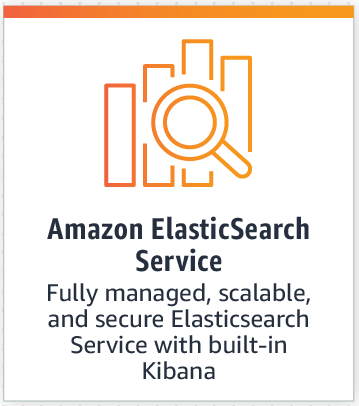 Amazon ElasticSearch
Service
Fully managed, scalable,
and secure Elasticsearch
Service with built-in
Kibana